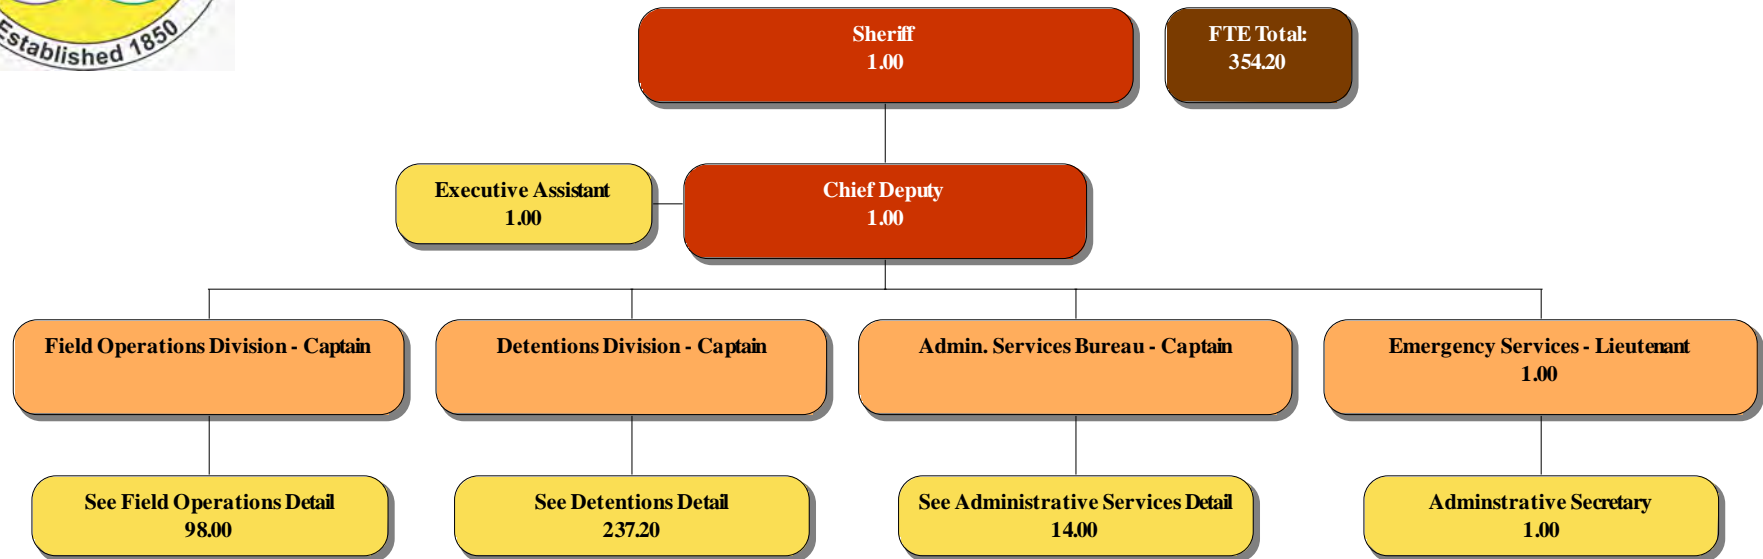 Established 1850
Sheriff
1.00
FTE Total:
354.20
Executive Assistant
1.00
Chief Deputy
1.00
Field Operations Division - Captain
Detentions Division - Captain
Admin. Services Bureau - Captain
Emergency Services - Lieutenant
1.00
See Field Operations Detail
98.00
See Detentions Detail
237.20
See Administrative Services Detail
14.00
Adminstrative Secretary
1.00